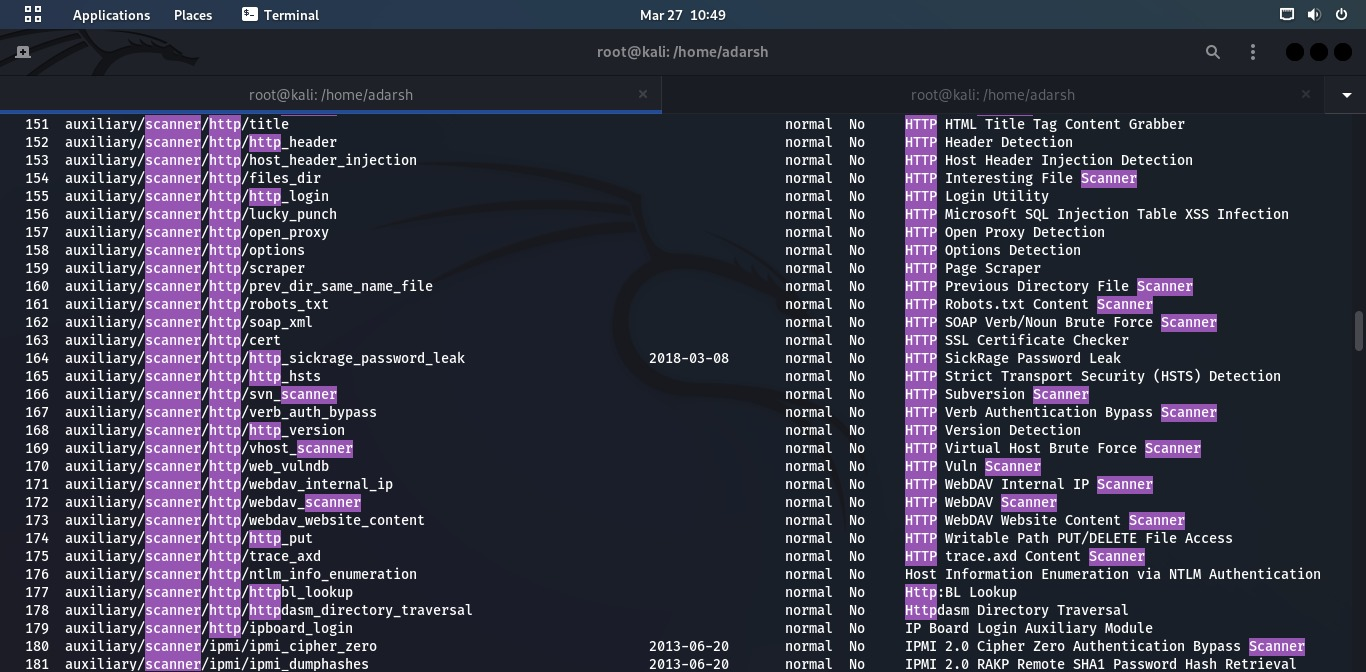 Applications Places Terminal Mar 27 10:49
root@kali: /home/adarsh
root@kali: /home/adarsh × root@kali: /home/adarsh ×
151 auxiliary/scanner/http/title normal No HTTP HTML Title Tag Content Grabber
152 auxiliary/scanner/http/http_header normal No HTTP Header Detection
153 auxiliary/scanner/http/host_header_injection normal No HTTP Host Header Injection Detection
154 auxiliary/scanner/http/files_dir normal No HTTP Interesting File Scanner
155 auxiliary/scanner/http/http_login normal No HTTP Login Utility
156 auxiliary/scanner/http/lucky_punch normal No HTTP Microsoft SQL Injection Table XSS Infection
157 auxiliary/scanner/http/open_proxy normal No HTTP Open Proxy Detection
158 auxiliary/scanner/http/options normal No HTTP Options Detection
159 auxiliary/scanner/http/scraper normal No HTTP Page Scraper
160 auxiliary/scanner/http/prev_dir_same_name_file normal No HTTP Previous Directory File Scanner
161 auxiliary/scanner/http/robots_txt normal No HTTP Robots.txt Content Scanner
162 auxiliary/scanner/http/soap_xml normal No HTTP SOAP Verb/Noun Brute Force Scanner
163 auxiliary/scanner/http/cert normal No HTTP SSL Certificate Checker
164 auxiliary/scanner/http/http_sickrage_password_leak 2018-03-08 normal No HTTP SickRage Password Leak
165 auxiliary/scanner/http/http_hsts normal No HTTP Strict Transport Security (HSTS) Detection
166 auxiliary/scanner/http/svn_scanner normal No HTTP Subversion Scanner
167 auxiliary/scanner/http/verb_auth_bypass normal No HTTP Verb Authentication Bypass Scanner
168 auxiliary/scanner/http/http_version normal No HTTP Version Detection
169 auxiliary/scanner/http/vhost_scanner normal No HTTP Virtual Host Brute Force Scanner
170 auxiliary/scanner/http/web_vulndb normal No HTTP Vuln Scanner
171 auxiliary/scanner/http/webdav_internal_ip normal No HTTP WebDAV Internal IP Scanner
172 auxiliary/scanner/http/webdav_scanner normal No HTTP WebDAV Scanner
173 auxiliary/scanner/http/webdav_website_content normal No HTTP WebDAV Website Content Scanner
174 auxiliary/scanner/http/http_put normal No HTTP Writable Path PUT/DELETE File Access
175 auxiliary/scanner/http/trace_axd normal No HTTP trace.axd Content Scanner
176 auxiliary/scanner/http/ntlm_info_enumeration normal No Host Information Enumeration via NTLM Authentication
177 auxiliary/scanner/http/httpbl_lookup normal No Http:BL Lookup
178 auxiliary/scanner/http/httpdasm_directory_traversal normal No Httpdasm Directory Traversal
179 auxiliary/scanner/http/ipboard_login normal No IP Board Login Auxiliary Module
180 auxiliary/scanner/ipmi/ipmi_cipher_zero 2013-06-20 normal No IPMI 2.0 Cipher Zero Authentication Bypass Scanner
181 auxiliary/scanner/ipmi/ipmi_dumphashes 2013-06-20 normal No IPMI 2.0 RAKP Remote SHA1 Password Hash Retrieval